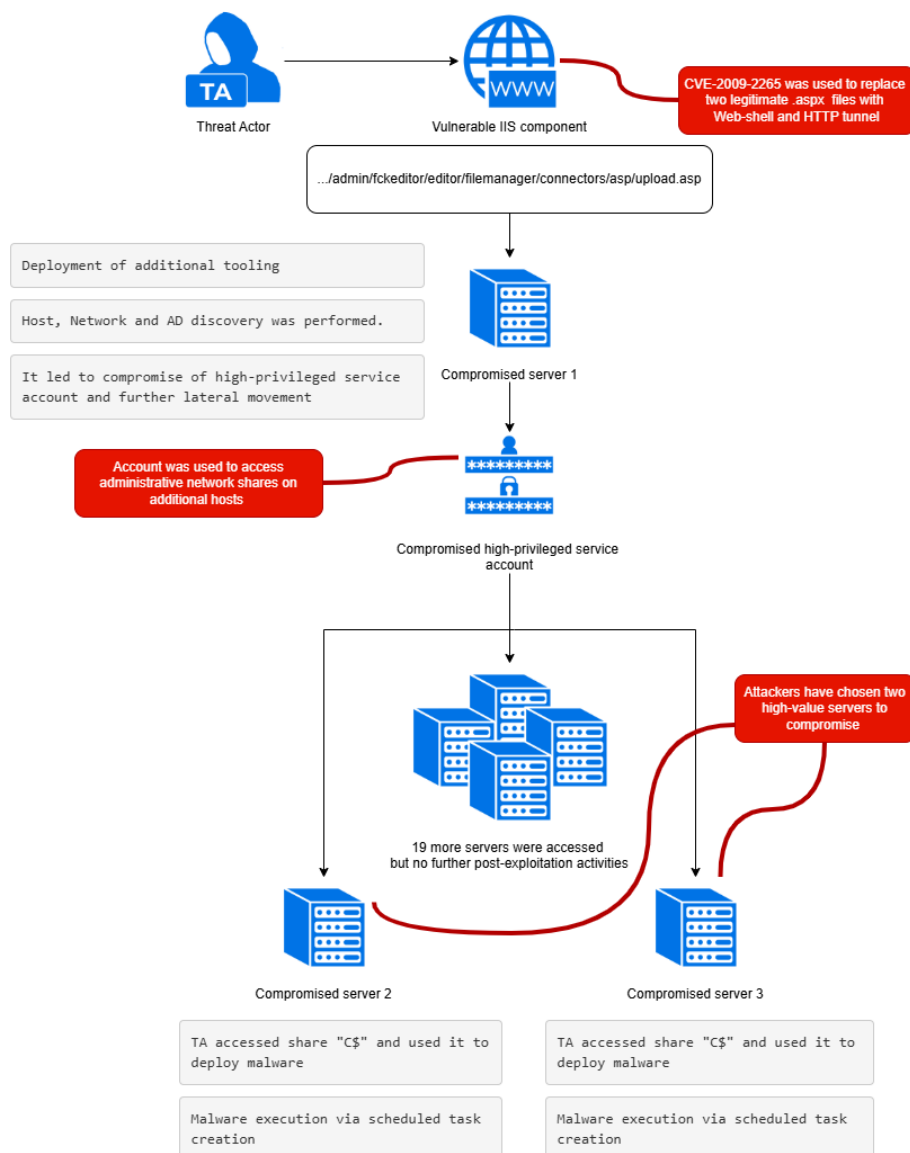 TA
Threat Actor
WWW
Vulnerable IIS component
CVE-2009-2265 was used to replace
two legitimate .aspx files with
Web-shell and HTTP tunnel
.../admin/fckeditor/editor/filemanager/connectors/asp/upload.asp
Deployment of additional tooling
Host, Network and AD discovery was performed.
It led to compromise of high-privileged service
account and further lateral movement
Compromised server 1
Account was used to access
administrative network shares on
additional hosts
*********
*********
Compromised high-privileged service
account
Attackers have chosen two
high-value servers to
compromise
19 more servers were accessed
but no further post-exploitation activities
Compromised server 2
Compromised server 3
TA accessed share "C$" and used it to
deploy malware
Malware execution via scheduled task
creation
TA accessed share "C$" and used it to
deploy malware
Malware execution via scheduled task
creation